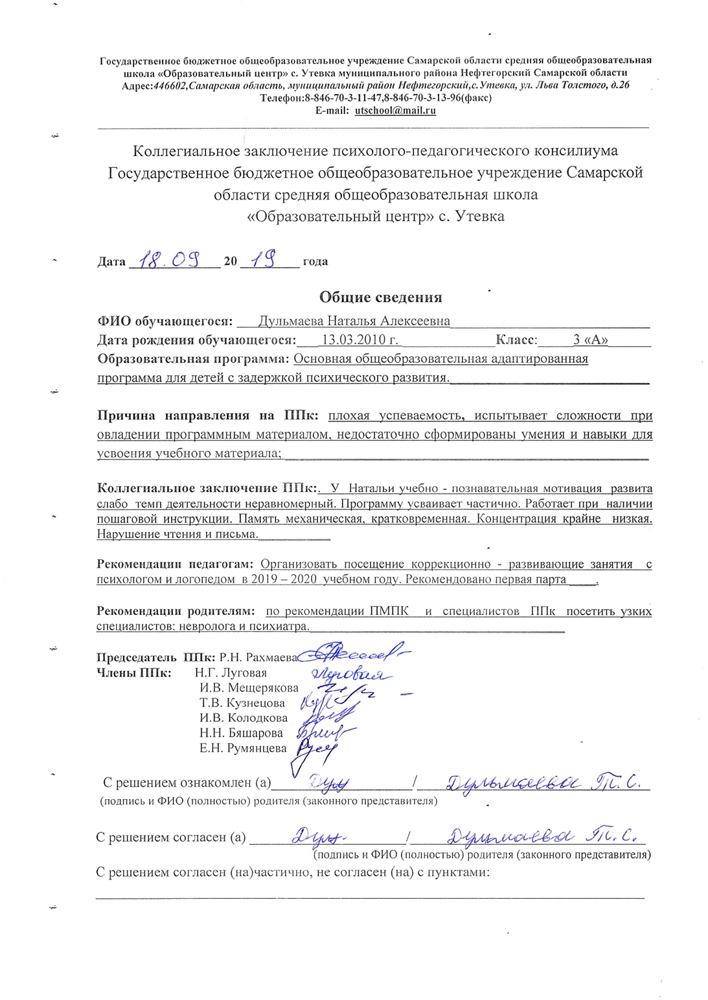 Государственное бюджетное общеобразовательное учреждение Самарской области средняя общеобразовательная
школа «Образовательный центр» с. Утевка муниципального района Нефтегорский Самарской области
Адрес:446602,Самарская область, муниципальный район Нефтегорский,с.Утевка, ул. Льва Толстого, д.26
Телефон:8-846-70-3-11-47,8-846-70-3-13-96(факс)
E-mail: utschool@mail.ru
Коллегиальное заключение психолого-педагогического консилиума
Государственное бюджетное общеобразовательное учреждение Самарской
области средняя общеобразовательная школа
«Образовательный центр» с. Утевка
Дата 18.09 20 19 года
Общие сведения
ФИО обучающегося: Дульмаева Наталья Алексеевна
Дата рождения обучающегося: 13.03.2010 г. Класс: 3 «А»
Образовательная программа: Основная общеобразовательная адаптированная
программа для детей с задержкой психического развития.
Причина направления на ППк: плохая успеваемость, испытывает сложности при
овладении программным материалом, недостаточно сформированы умения и навыки для
усвоения учебного материала;
Коллегиальное заключение ППк:. У Натальи учебно - познавательная мотивация развита
слабо темп деятельности неравномерный. Программу усваивает частично. Работает при наличии
пошаговой инструкции. Память механическая, кратковременная. Концентрация крайне низкая.
Нарушение чтения и письма.
Рекомендации педагогам: Организовать посещение коррекционно - развивающие занятия с
психологом и логопедом в 2019 – 2020 учебном году. Рекомендовано первая парта .
Рекомендации родителям: по рекомендации ПМПК и специалистов ППк посетить узких
специалистов: невролога и психиатра.
Председатель ППк: Р.Н. Рахмаева
Члены ППк: Н.Г. Луговая Луговая
И.В. Мещерякова
Т.В. Кузнецова
И.В. Колодкова
Н.Н. Бяшарова
Е.Н. Румянцева
С решением ознакомлен (а) Дул / Дульмаева Т.С.
(подпись и ФИО (полностью) родителя (законного представителя)
С решением согласен (а) Дул / Дульмаева Т.С.
(подпись и ФИО (полностью) родителя (законного представителя)
С решением согласен (на)частично, не согласен (на) с пунктами: